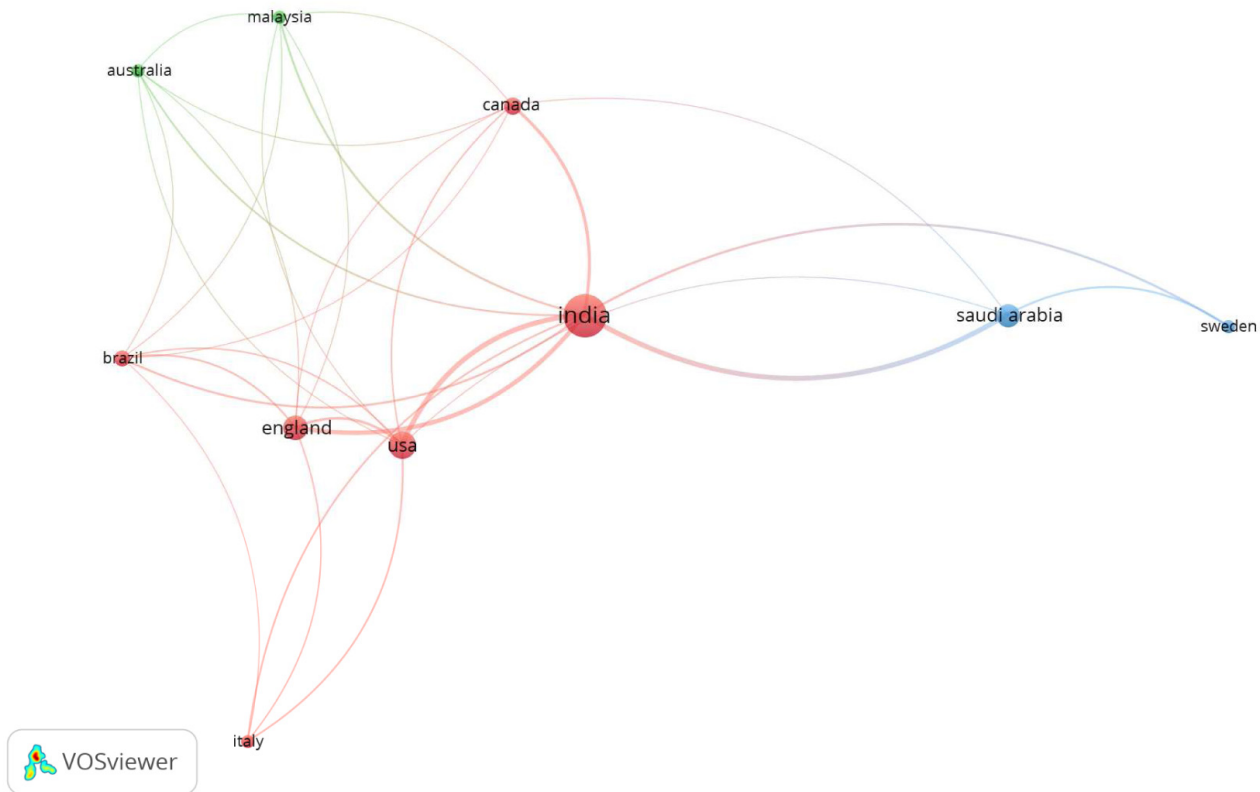 malaysia
australia
canada
india
saudi arabia
sweden
brazil
england
usa
italy
VOSviewer